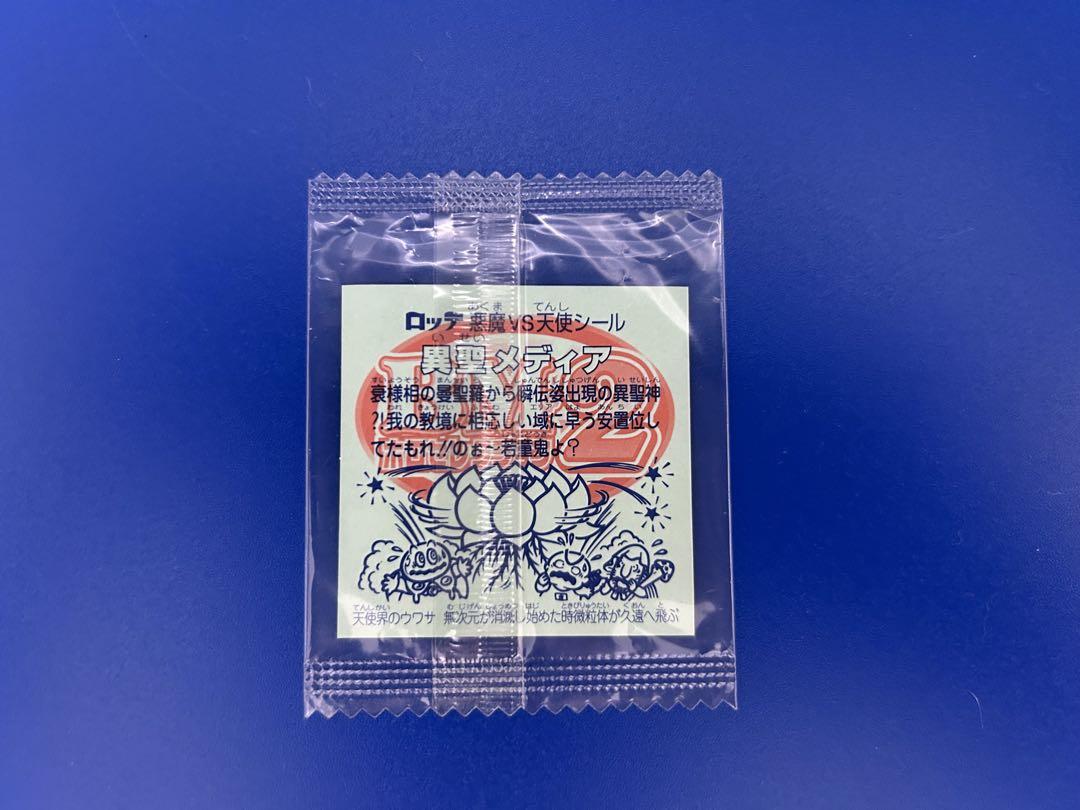 ロッテ 悪魔VS天使シール
異聖メディア
衰様相の曼聖羅から瞬伝姿出現の異聖神
?!我の教境に相応しい域に早う安置位し
てたもれ!!のぉ〜若童鬼よ?
天使界のウワサ 無次元が消滅し始めた時微粒体が久遠へ飛ぶ